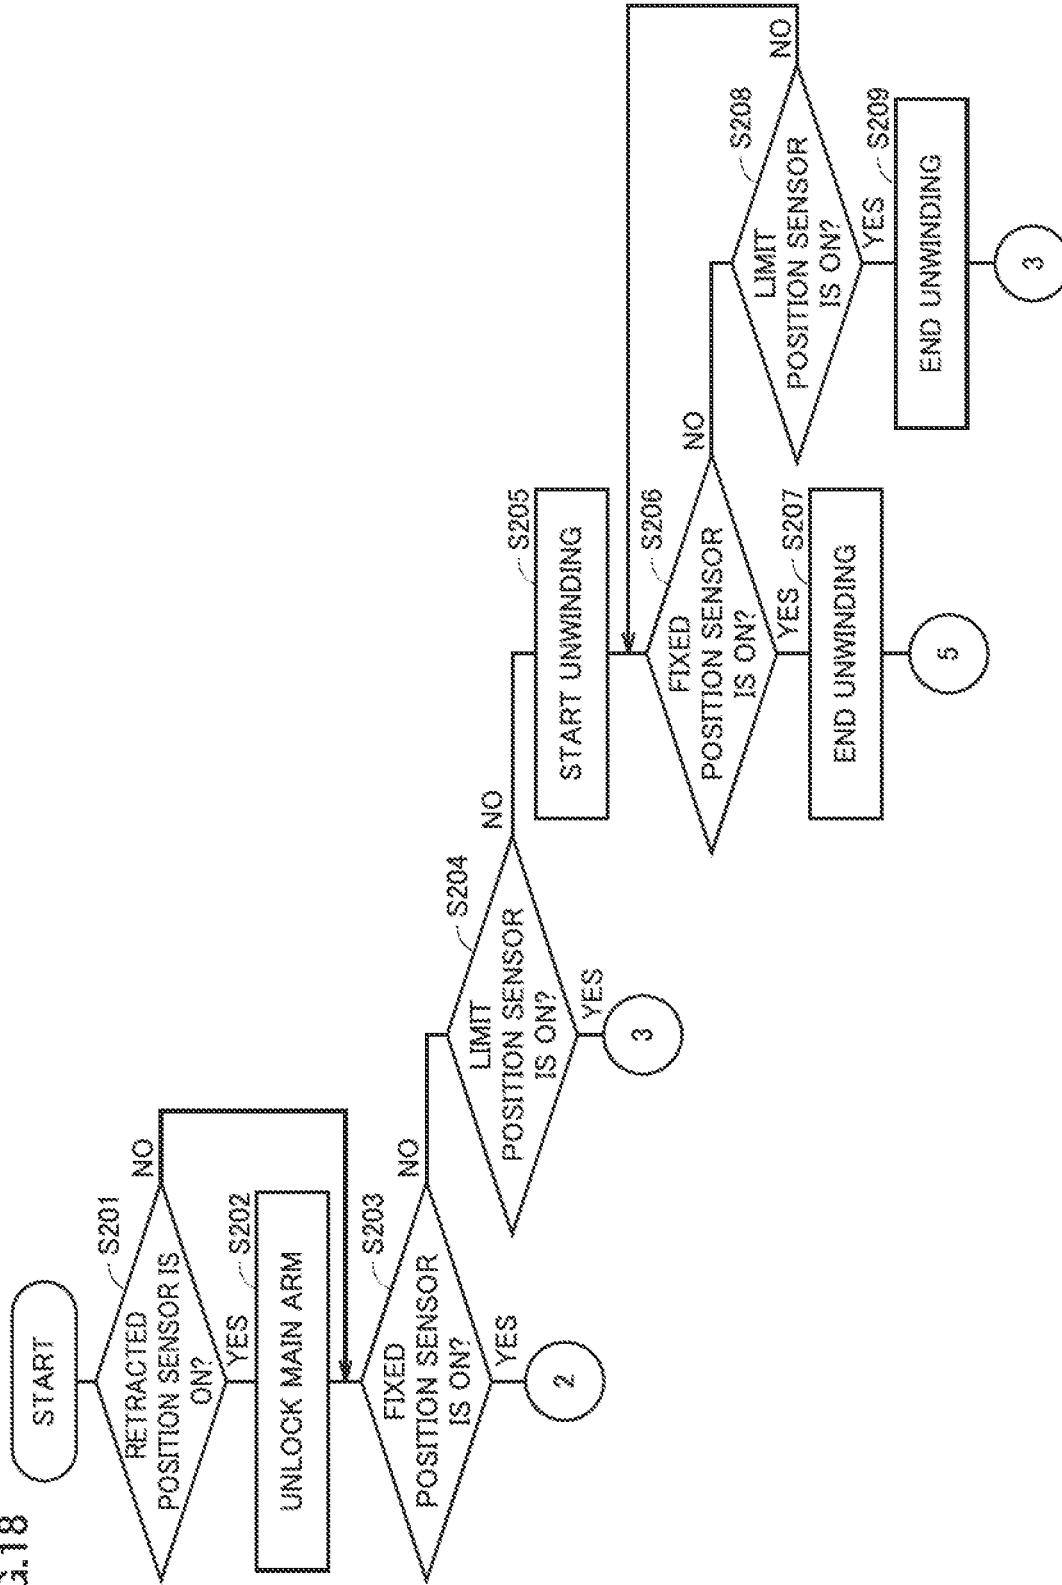 G.18
START
S201
RETRACTED
POSITION SENSOR IS
ON?
NO
YES
S202
UNLOCK MAIN ARM
S203
FIXED
POSITION SENSOR
IS ON?
NO
YES
2
S204
LIMIT
POSITION SENSOR
IS ON?
NO
YES
3
S205
START UNWINDING
S206
FIXED
POSITION SENSOR
IS ON?
NO
YES
S207
END UNWINDING
5
S208
LIMIT
POSITION SENSOR
IS ON?
NO
YES
S209
END UNWINDING
3